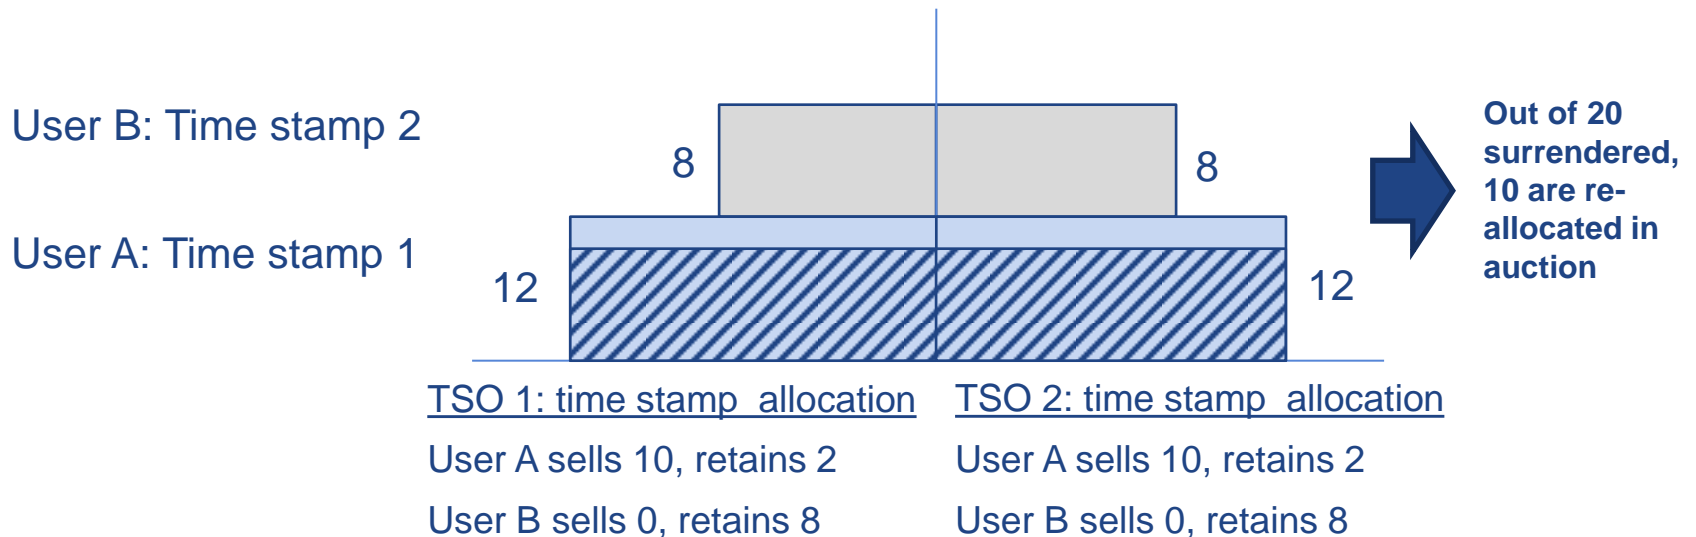 User B: Time stamp 2
User A: Time stamp 1
8
8
12
12
Out of 20
surrendered,
10 are re-
allocated in
auction
TSO 1: time stamp  allocation
User A sells 10, retains 2
User B sells 0, retains 8
TSO 2: time stamp  allocation
User A sells 10, retains 2
User B sells 0, retains 8